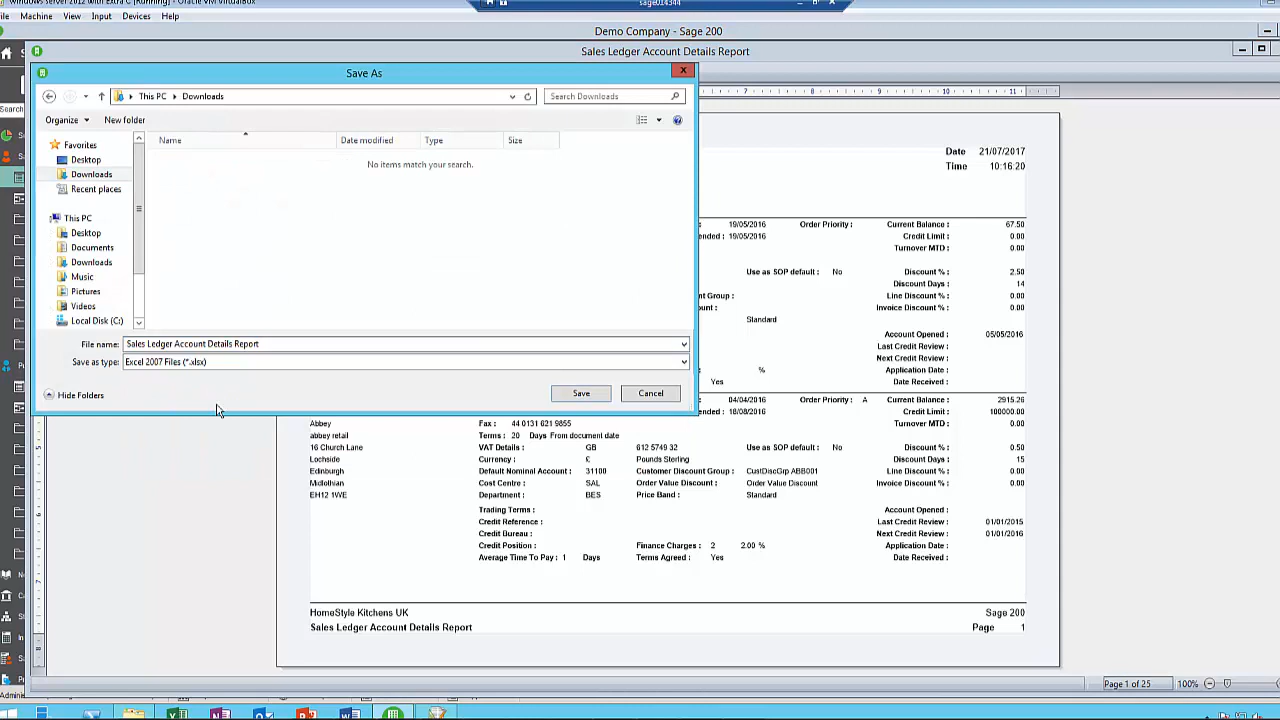 Windows Server 2012 with Extra C [Running] - Oracle VM VirtualBox
sage014344
Machine View Input Devices Help
Demo Company - Sage 200
Sales Ledger Account Details Report
Save As
This PC Downloads
Search Downloads
Organize New folder
Name Date modified Type Size
No items match your search.
Favorites
Desktop
Downloads
Recent places
This PC
Desktop
Documents
Downloads
Music
Pictures
Videos
Local Disk (C:)
File name: Sales Ledger Account Details Report
Save as type: Excel 2007 Files (*.xlsx)
Hide Folders Save Cancel
7 8 9 10 11
Date 21/07/2017
Time 10:16:20
: 19/05/2016 Order Priority : Current Balance : 67.50
ended : 19/05/2016 Credit Limit : 0.00
Turnover MTD : 0.00
Use as SOP default : No Discount % : 2.50
Discount Days : 14
Group : Line Discount % : 0.00
unt : Invoice Discount % : 0.00
Standard
Account Opened : 05/05/2016
Last Credit Review :
Next Credit Review :
% Application Date :
Yes Date Received :
: 04/04/2016 Order Priority : A Current Balance : 2915.26
ended : 18/08/2016 Credit Limit : 100000.00
Abbey Fax : 44 0131 621 9855 Turnover MTD : 0.00
abbey retail Terms : 20 Days From document date
16 Church Lane VAT Details : GB 612 5749 32 Use as SOP default : No Discount % : 0.50
Lochside Currency : £ Pounds Sterling Discount Days : 15
Edinburgh Default Nominal Account : 31100 Customer Discount Group : CustDiscGrp ABB001 Line Discount % : 0.00
Midlothian Cost Centre : SAL Order Value Discount : Order Value Discount Invoice Discount % : 0.00
EH12 1WE Department : BES Price Band : Standard
Trading Terms : Account Opened :
Credit Reference : Last Credit Review : 01/01/2015
Credit Bureau : Next Credit Review : 01/01/2016
Credit Position : Finance Charges : 2 2.00 % Application Date :
Average Time To Pay : 1 Days Terms Agreed : Yes Date Received :
HomeStyle Kitchens UK Sage 200
Sales Ledger Account Details Report Page 1
Page 1 of 25 100%